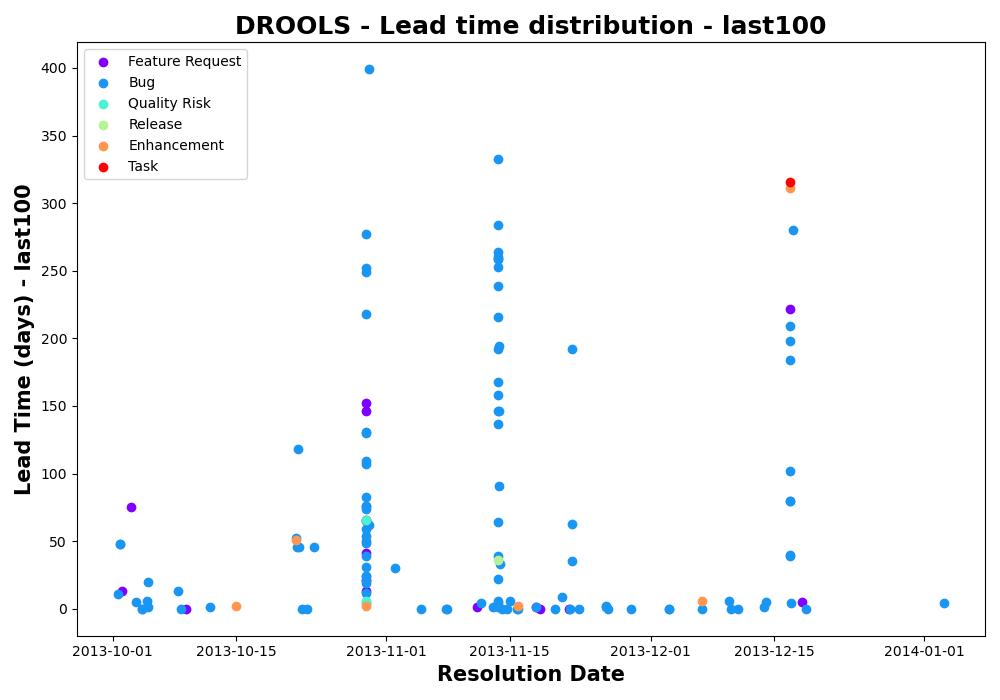 DROOLS - Lead time distribution - last100
Feature Request
Bug
Quality Risk
Release
Enhancement
Task
Lead Time (days) - last100
400
350
300
250
200
150
100
50
0
2013-10-01
2013-10-15
2013-11-01
2013-11-15
2013-12-01
2013-12-15
2014-01-01
Resolution Date